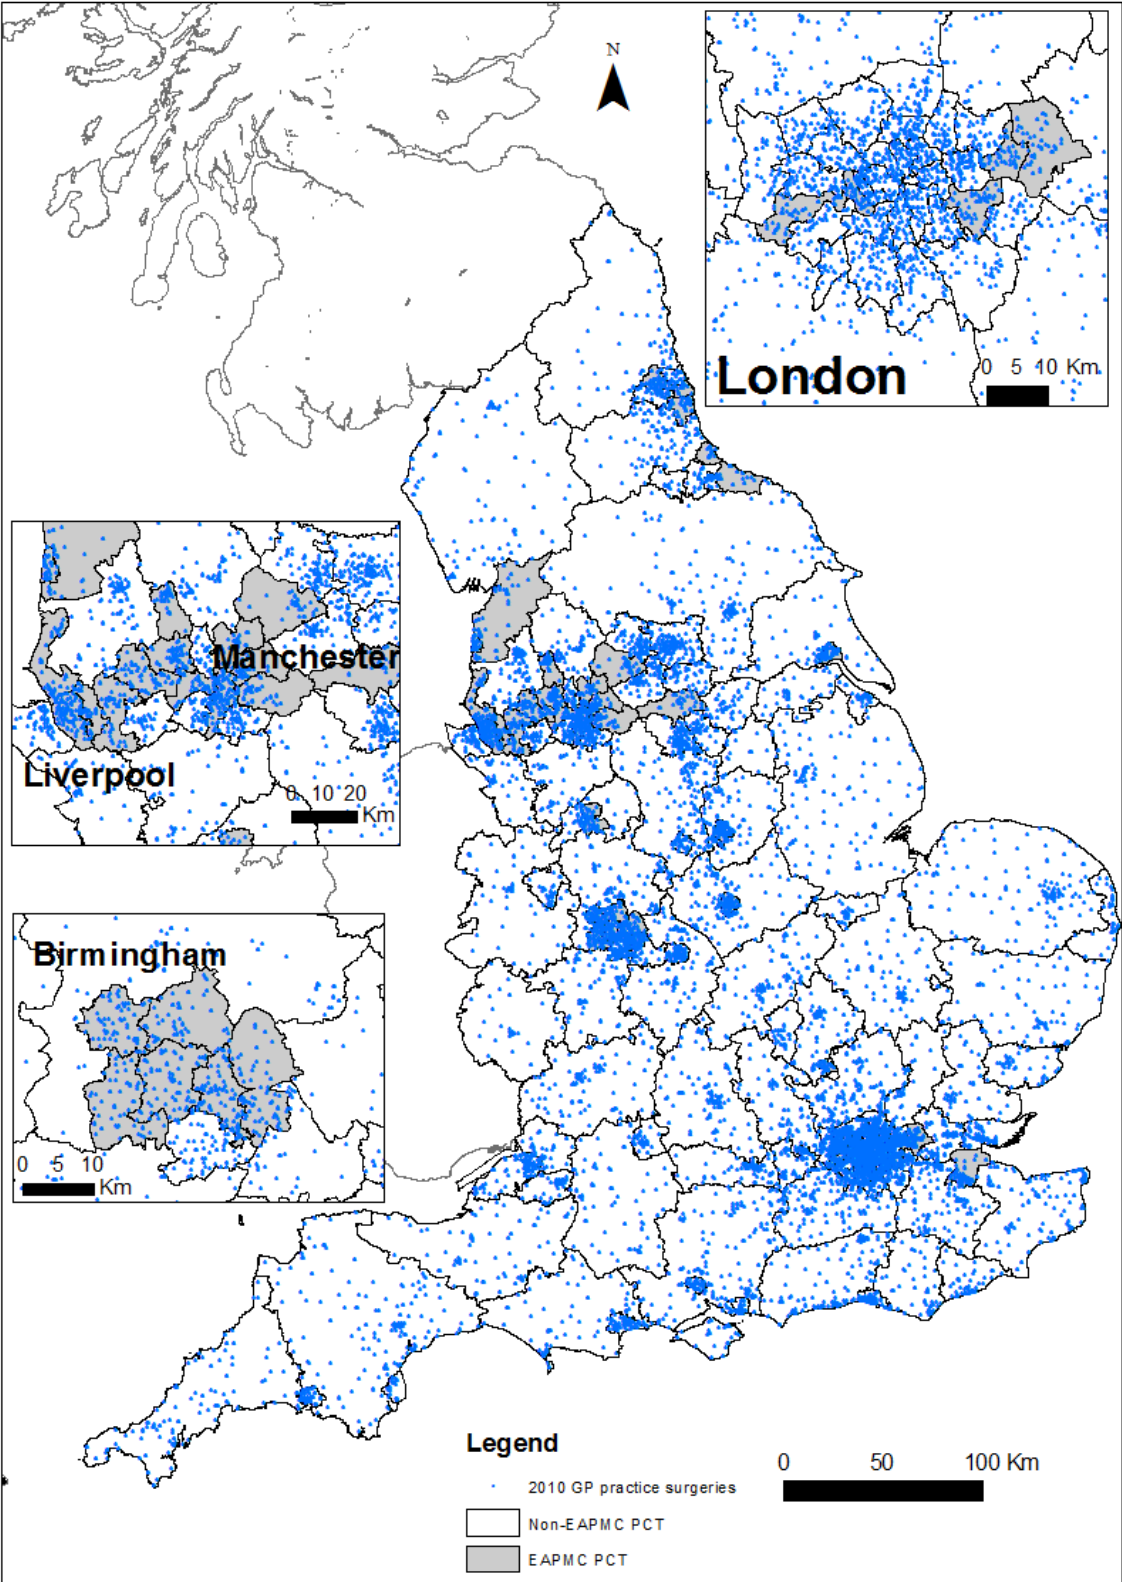 N
London
0 5 10 Km
Manchester
Liverpool
0 10 20
Km
Birmingham
0 5 10
Km
Legend
2010 GP practice surgeries
Non-EAPMC PCT
EAPMC PCT
0 50 100 Km